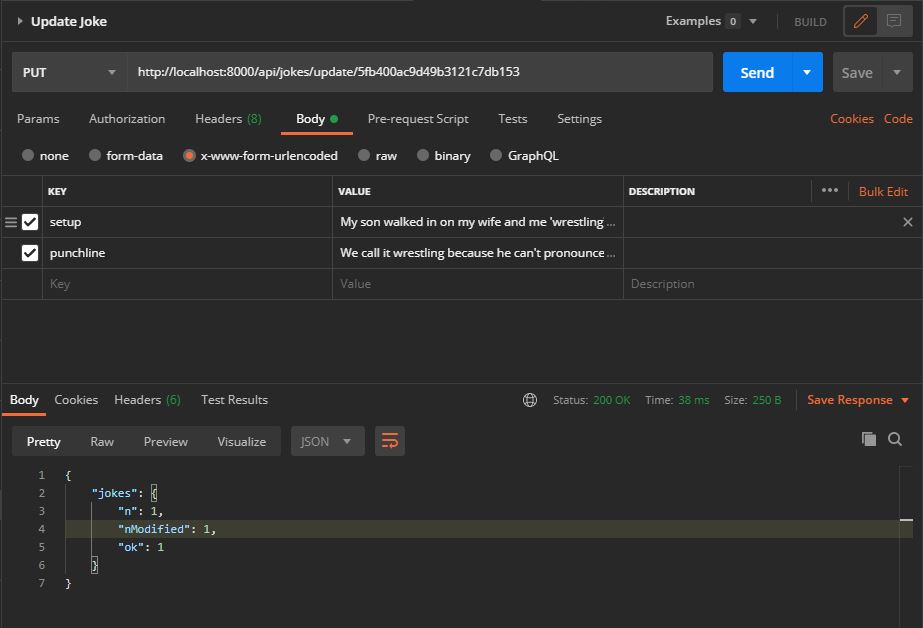 Update Joke Examples 0 BUILD
PUT http://localhost:8000/api/jokes/update/5fb400ac9d49b3121c7db153 Send Save
Params Authorization Headers (8) Body Pre-request Script Tests Settings Cookies Code
none form-data x-www-form-urlencoded raw binary GraphQL
KEY VALUE DESCRIPTION ••• Bulk Edit
setup My son walked in on my wife and me 'wrestling ...
punchline We call it wrestling because he can't pronounce ...
Key Value Description
Body Cookies Headers (6) Test Results Status: 200 OK Time: 38 ms Size: 250 B Save Response
Pretty Raw Preview Visualize JSON
1 {
2 "jokes": {
3 "n": 1,
4 "nModified": 1,
5 "ok": 1
6 }
7 }